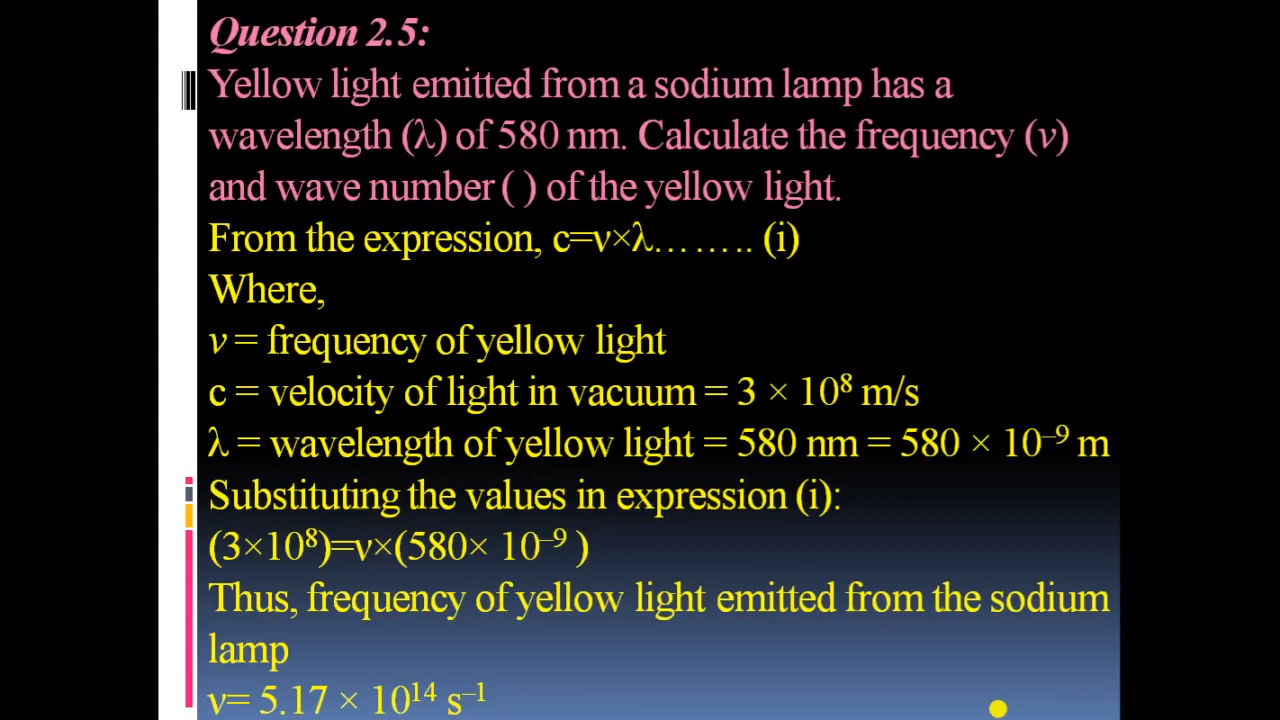 Question 2.5:
Yellow light emitted from a sodium lamp has a
wavelength (λ) of 580 nm. Calculate the frequency (ν)
and wave number ( ) of the yellow light.
From the expression, c=ν×λ…….. (i)
Where,
ν = frequency of yellow light
c = velocity of light in vacuum = 3 × 10⁸ m/s
λ = wavelength of yellow light = 580 nm = 580 × 10⁻⁹ m
Substituting the values in expression (i):
(3×10⁸)=ν×(580× 10⁻⁹ )
Thus, frequency of yellow light emitted from the sodium
lamp
ν= 5.17 × 10¹⁴ s⁻¹